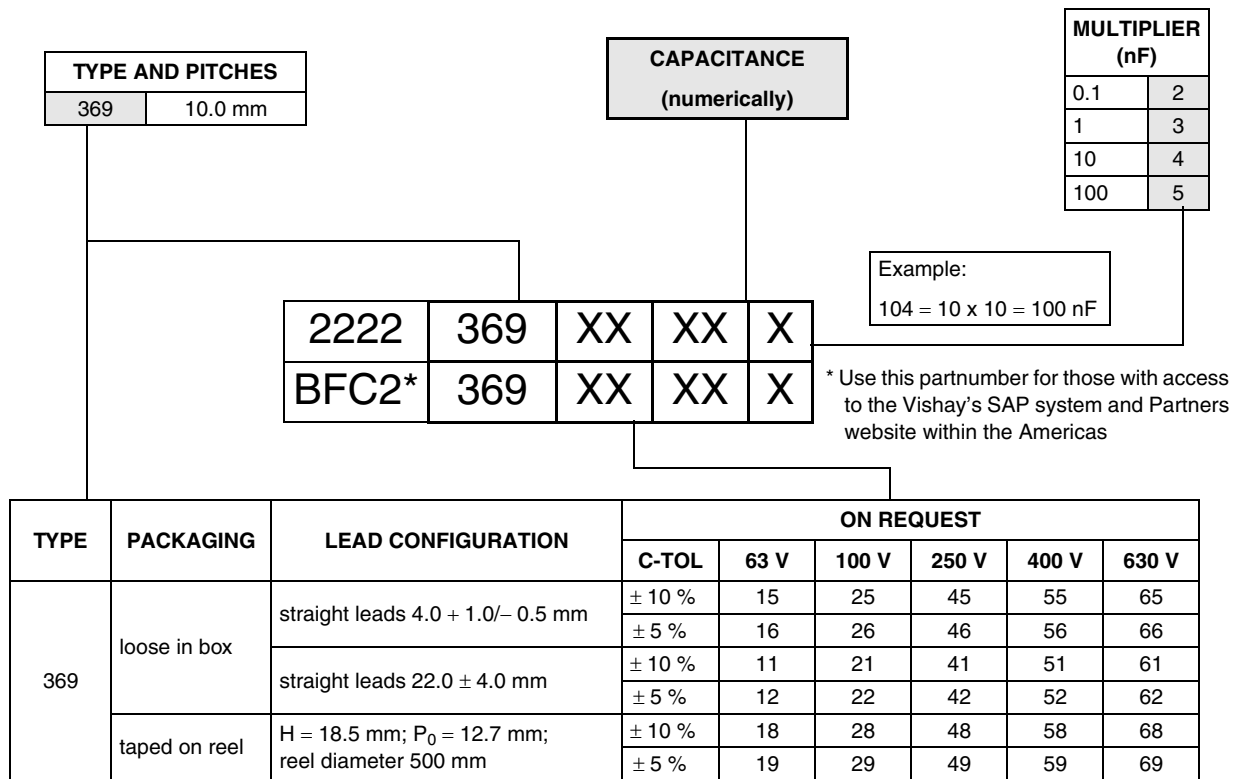 TYPE AND PITCHES
369 10.0 mm
CAPACITANCE
(numerically)
MULTIPLIER
(nF)
0.1 2
1 3
10 4
100 5
Example:
104 = 10 x 10 = 100 nF
2222 369 XX XX X
BFC2* 369 XX XX X
* Use this partnumber for those with access
to the Vishay's SAP system and Partners
website within the Americas
TYPE PACKAGING LEAD CONFIGURATION ON REQUEST
C-TOL 63 V 100 V 250 V 400 V 630 V
369 loose in box straight leads 4.0 + 1.0/− 0.5 mm ± 10 % 15 25 45 55 65
± 5 % 16 26 46 56 66
straight leads 22.0 ± 4.0 mm ± 10 % 11 21 41 51 61
± 5 % 12 22 42 52 62
taped on reel H = 18.5 mm; P0 = 12.7 mm; ± 10 % 18 28 48 58 68
reel diameter 500 mm ± 5 % 19 29 49 59 69